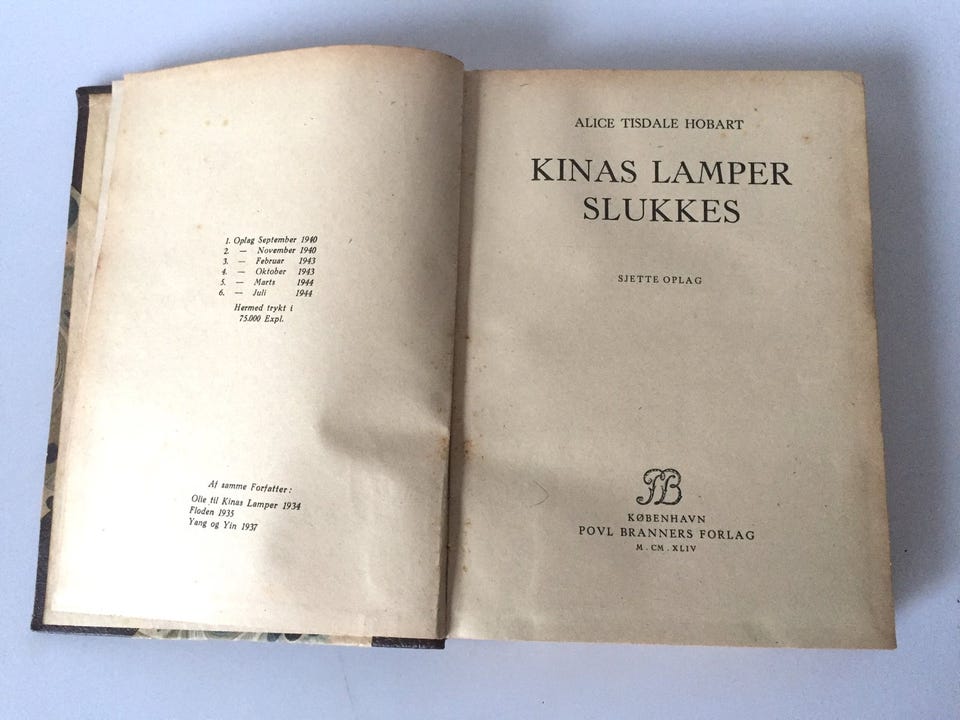 1. Oplag September 1940
2. — November 1940
3. — Februar 1943
4. — Oktober 1943
5. — Marts 1944
6. — Juli 1944
Hermed trykt i
75.000 Expl.
Af samme Forfatter:
Olie til Kinas Lamper 1934
Floden 1935
Yang og Yin 1937
ALICE TISDALE HOBART
KINAS LAMPER
SLUKKES
SJETTE OPLAG
PB
KØBENHAVN
POVL BRANNERS FORLAG
M . CM . XLIV